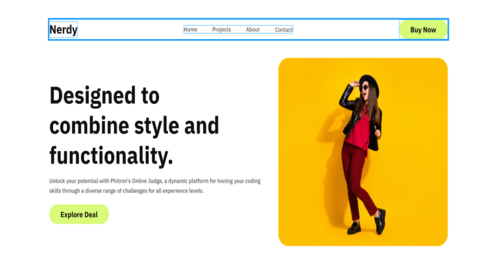 Nerdy
Home Projects About Contact
Buy Now
Designed to
combine style and
functionality.
Unlock your potential with Phitron's Online Judge, a dynamic platform for honing your coding
skills through a diverse range of challenges for all experience levels.
Explore Deal